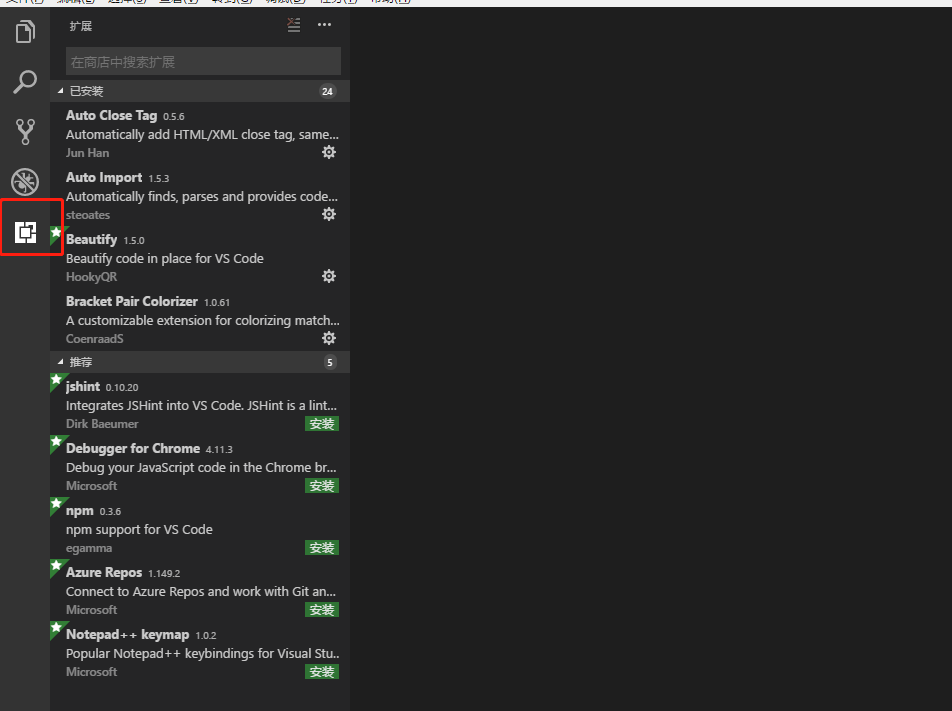 扩展
在商店中搜索扩展
已安装 24
Auto Close Tag 0.5.6
Automatically add HTML/XML close tag, same...
Jun Han
Auto Import 1.5.3
Automatically finds, parses and provides code...
steoates
Beautify 1.5.0
Beautify code in place for VS Code
HookyQR
Bracket Pair Colorizer 1.0.61
A customizable extension for colorizing match...
CoenraadS
推荐 5
jshint 0.10.20
Integrates JSHint into VS Code. JSHint is a lint...
Dirk Baeumer 安装
Debugger for Chrome 4.11.3
Debug your JavaScript code in the Chrome br...
Microsoft 安装
npm 0.3.6
npm support for VS Code
egamma 安装
Azure Repos 1.149.2
Connect to Azure Repos and work with Git an...
Microsoft 安装
Notepad++ keymap 1.0.2
Popular Notepad++ keybindings for Visual Stu..
Microsoft 安装